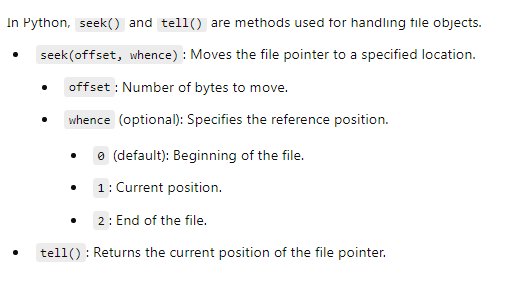 In Python, seek() and tell() are methods used for handling file objects.
• seek(offset, whence) : Moves the file pointer to a specified location.
• offset : Number of bytes to move.
• whence (optional): Specifies the reference position.
• 0 (default): Beginning of the file.
• 1 : Current position.
• 2 : End of the file.
• tell() : Returns the current position of the file pointer.